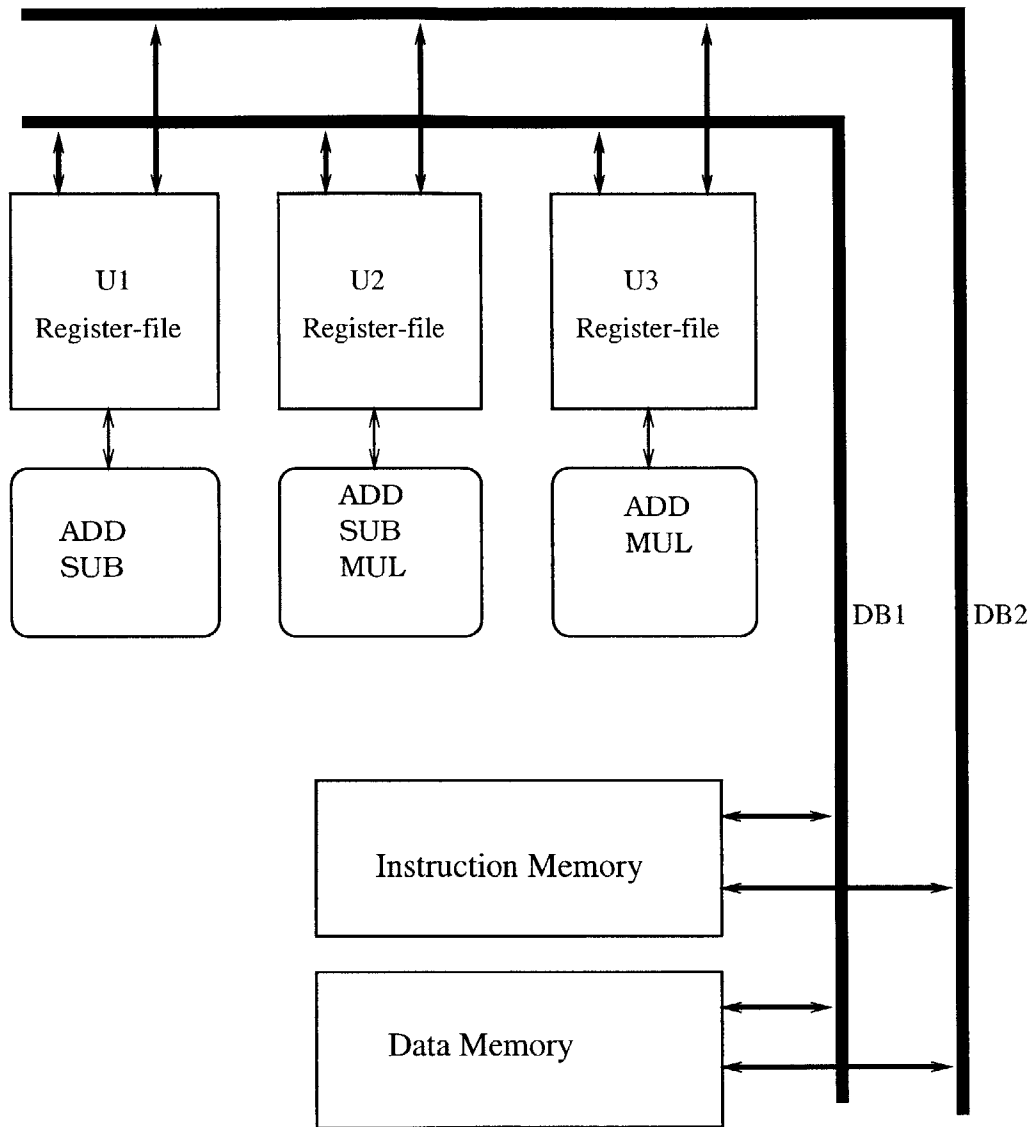 U1
Register-file
U2
Register-file
U3
Register-file
ADD
SUB
ADD
SUB
MUL
ADD
MUL
DB1
DB2
Instruction Memory
Data Memory